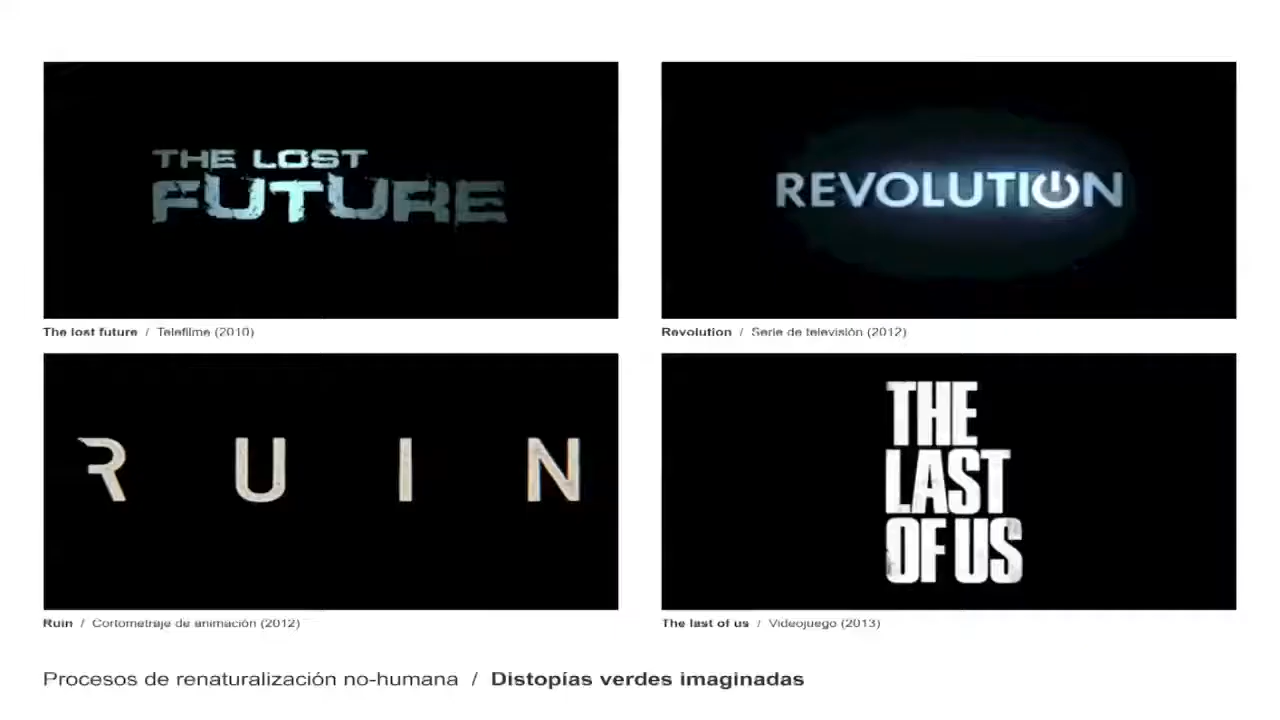 THE LOST
FUTURE
REVOLUTION
The lost future / Telefilme (2010)
Revolution / Serie de televisión (2012)
RUIN
THE
LAST
OF US
Ruin / Cortometraje de animación (2012)
The last of us / Videojuego (2013)
Procesos de renaturalización no-humana / Distopías verdes imaginadas